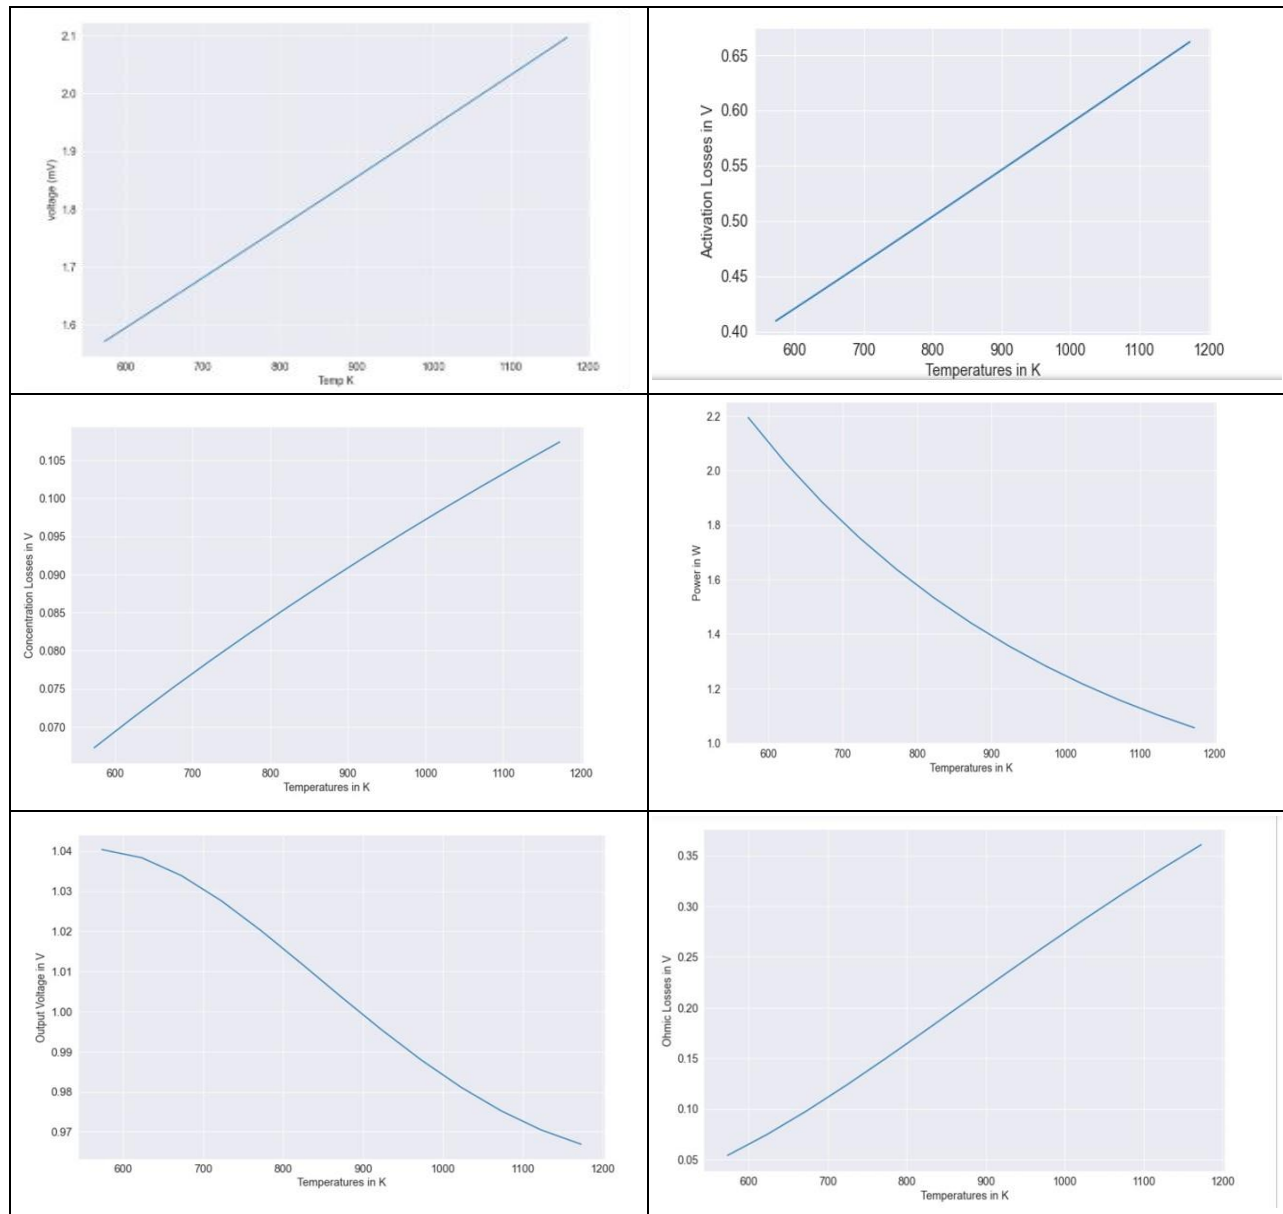 voltage (mV)
2.1
2.0
1.9
1.8
1.7
1.6
600 700 800 900 1000 1100 1200
Temp K
Activation Losses in V
0.65
0.60
0.55
0.50
0.45
0.40
600 700 800 900 1000 1100 1200
Temperatures in K
Concentration Losses in V
0.105
0.100
0.095
0.090
0.085
0.080
0.075
0.070
600 700 800 900 1000 1100 1200
Temperatures in K
Power in W
2.2
2.0
1.8
1.6
1.4
1.2
1.0
600 700 800 900 1000 1100 1200
Temperatures in K
Output Voltage in V
1.04
1.03
1.02
1.01
1.00
0.99
0.98
0.97
600 700 800 900 1000 1100 1200
Temperatures in K
Ohmic Losses in V
0.35
0.30
0.25
0.20
0.15
0.10
0.05
600 700 800 900 1000 1100 1200
Temperatures in K